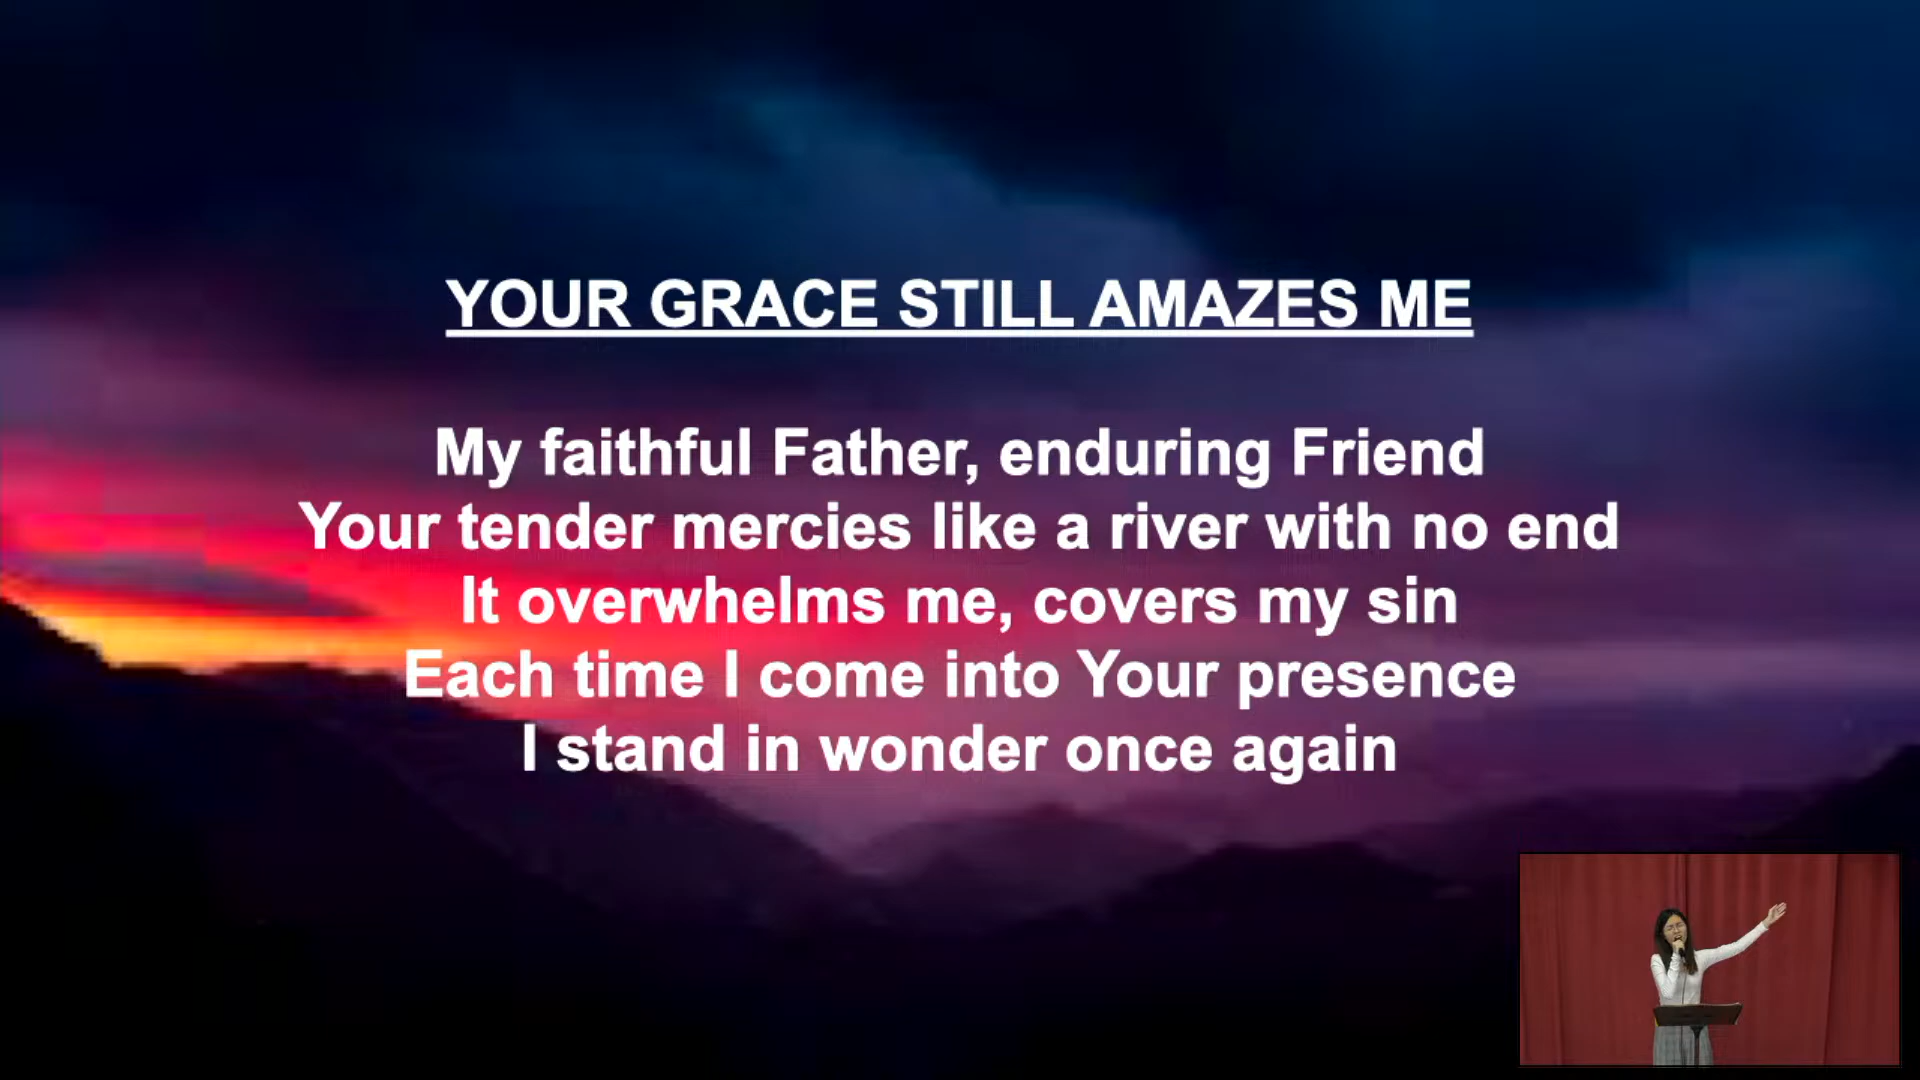 YOUR GRACE STILL AMAZES ME
My faithful Father, enduring Friend
Your tender mercies like a river with no end
It overwhelms me, covers my sin
Each time I come into Your presence
I stand in wonder once again